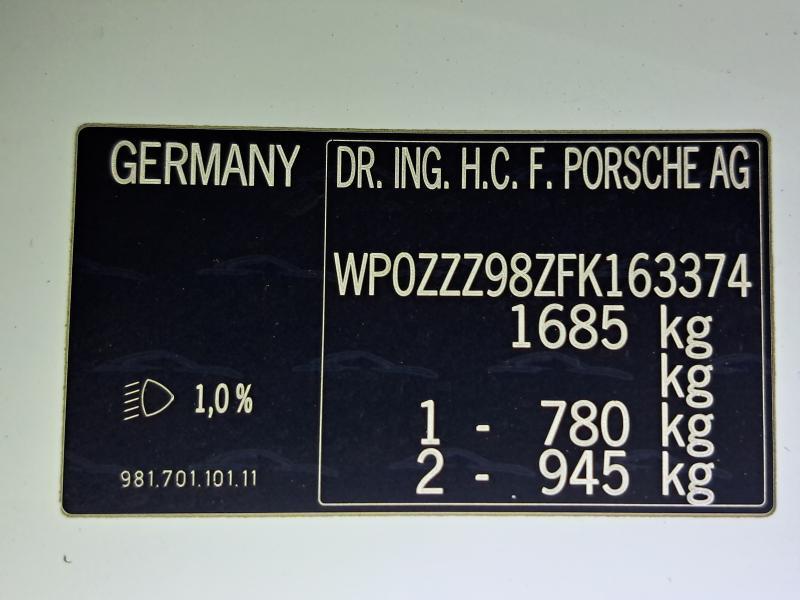 GERMANY
DR. ING. H.C. F. PORSCHE AG
WP0ZZZ98ZFK163374
1685 kg
kg
1 - 780 kg
2 - 945 kg
1,0 %
981.701.101.11